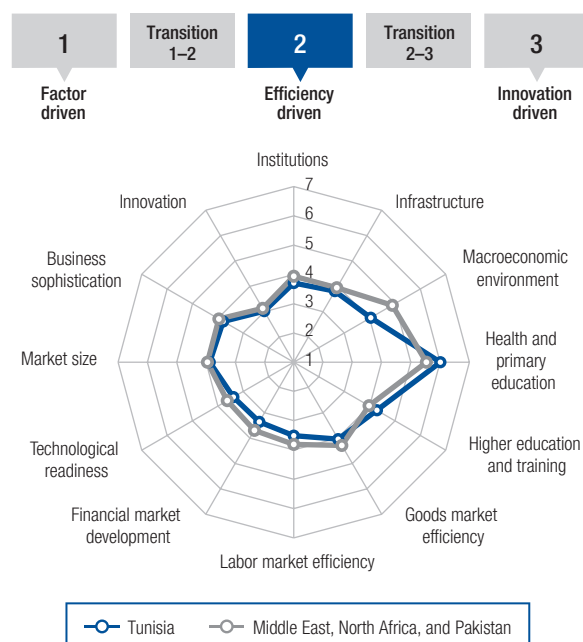 1
Transition
1–2
2
Transition
2–3
3
Factor
driven
Efficiency
driven
Innovation
driven
Institutions
7
6
5
4
3
2
1
Infrastructure
Macroeconomic
environment
Health and
primary
education
Higher education
and training
Goods market
efficiency
Labor market efficiency
Financial market
development
Technological
readiness
Market size
Business
sophistication
Innovation
Tunisia
Middle East, North Africa, and Pakistan